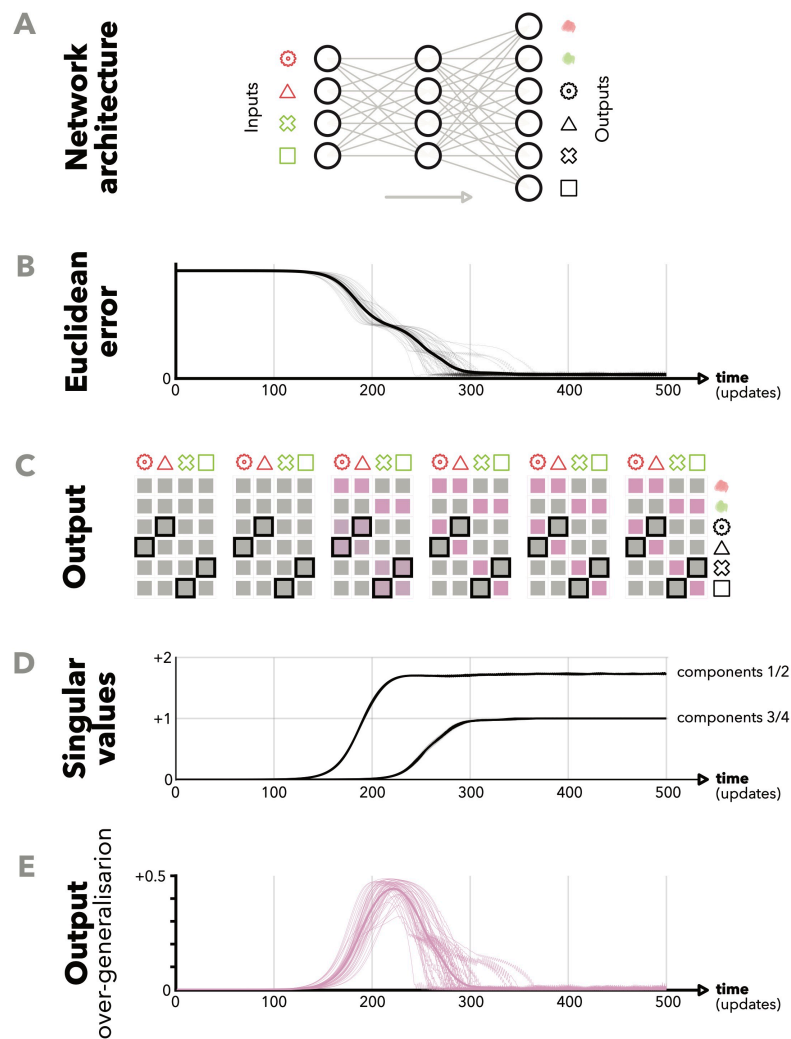 A
Network
architecture
Inputs
Outputs
B
Euclidean
error
0
0
100
200
300
400
500
time
(updates)
C
Output
D
Singular
values
+2
+1
0
components 1/2
components 3/4
0
100
200
300
400
500
time
(updates)
E
Output
over-generalisarion
+0.5
0
0
100
200
300
400
500
time
(updates)